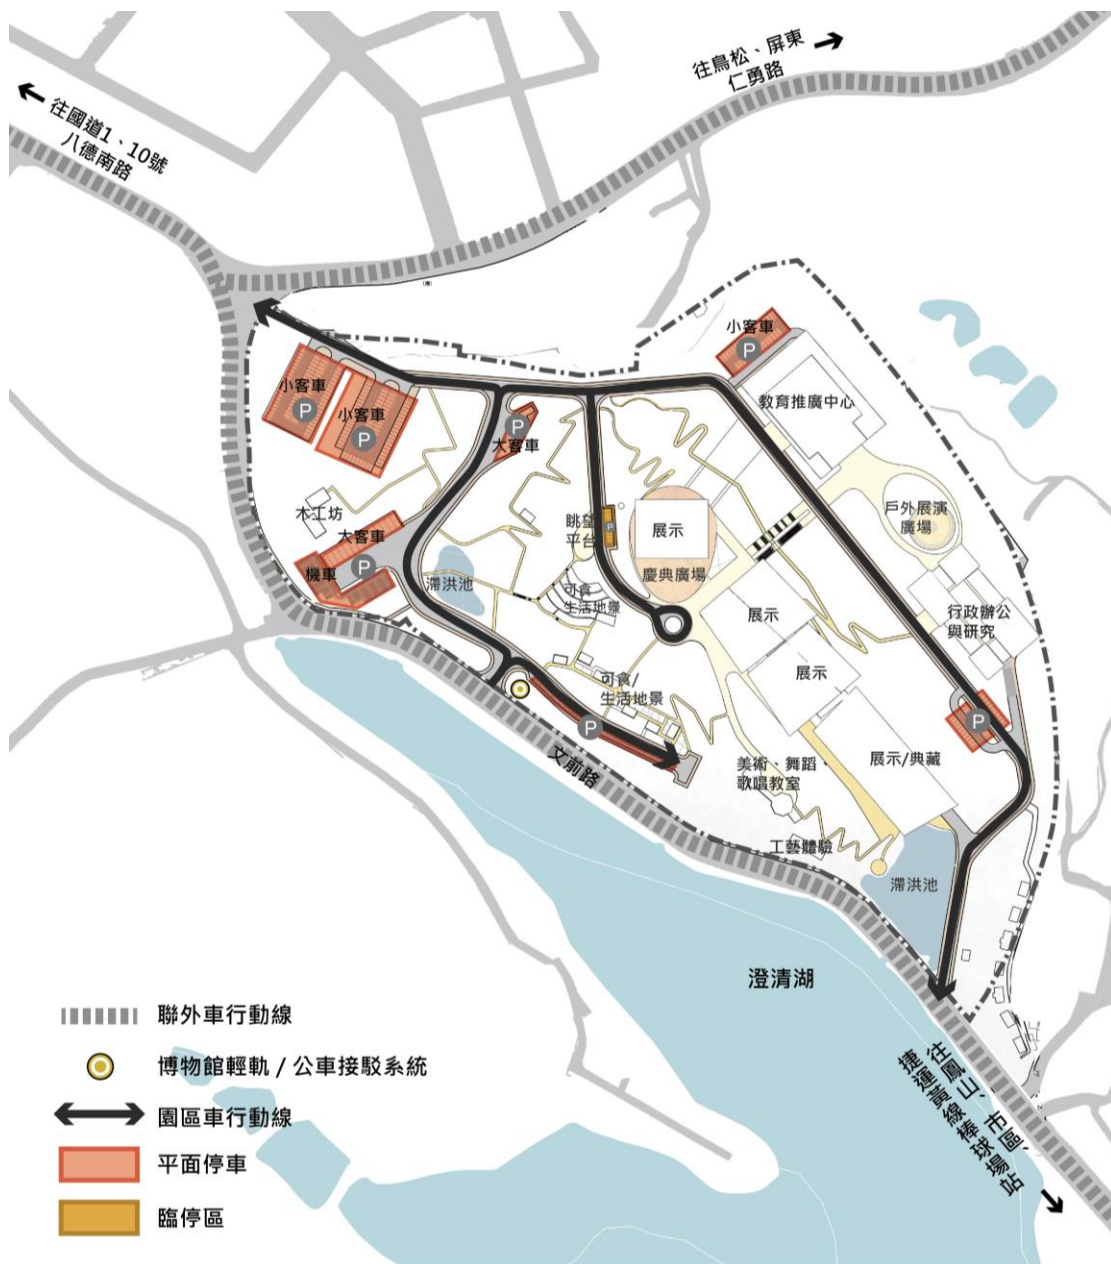 往鳥松、屏東
仁勇路
往國道1、10號
八德南路
小客車
P
小客車
P
小客車
P
P
大客車
教育推廣中心
木工坊
大客車
P
機車
眺望
平台
P
展示
慶典廣場
戶外展演
廣場
滯洪池
可食
生活地景
展示
行政辦公
與研究
展示
可食/
生活地景
P
P
文前路
美術、舞蹈、
歌唱教室
展示/典藏
工藝體驗
滯洪池
澄清湖
往鳳山、市區、
捷運黃線棒球場站
聯外車行動線
博物館輕軌 / 公車接駁系統
園區車行動線
平面停車
臨停區